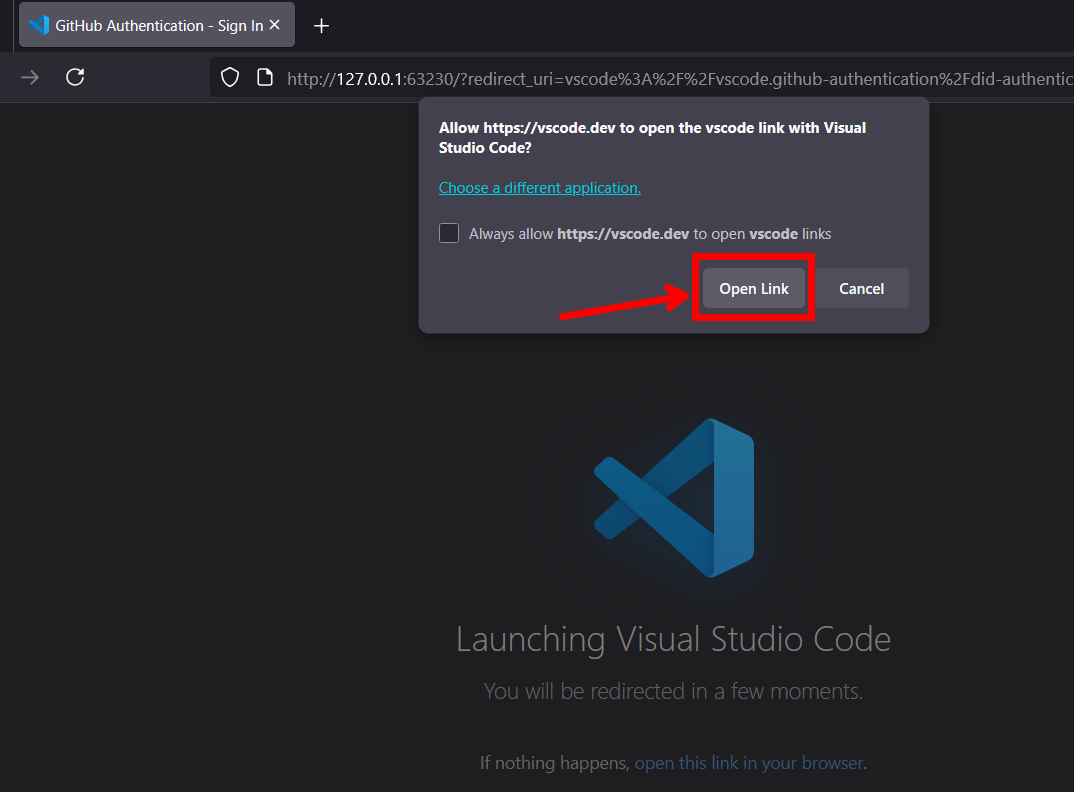 GitHub Authentication - Sign In
http://127.0.0.1:63230/?redirect_uri=vscode%3A%2F%2Fvscode.github-authentication%2Fdid-authentic
Allow https://vscode.dev to open the vscode link with Visual
Studio Code?
Choose a different application.
Always allow https://vscode.dev to open vscode links
Open Link
Cancel
Launching Visual Studio Code
You will be redirected in a few moments.
If nothing happens, open this link in your browser.